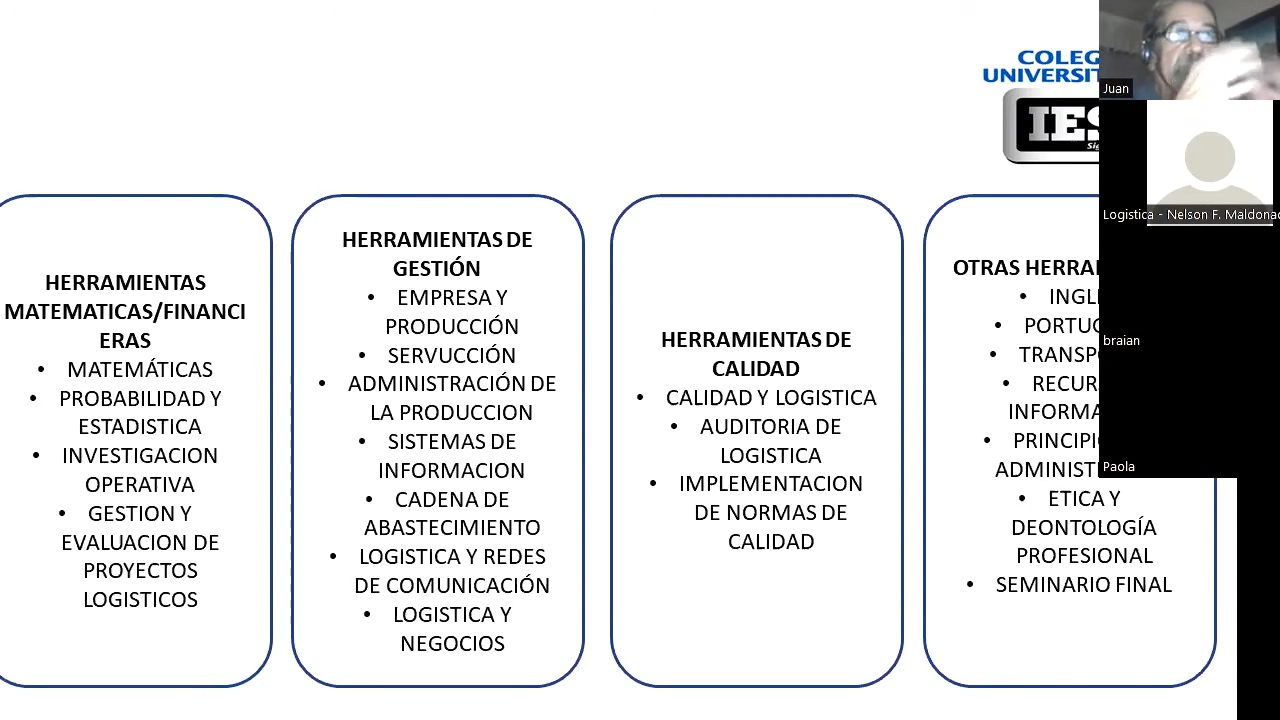 COLEG
UNIVERSIT
IES
HERRAMIENTAS
MATEMATICAS/FINANCI
ERAS
• MATEMÁTICAS
• PROBABILIDAD Y
ESTADISTICA
• INVESTIGACION
OPERATIVA
• GESTION Y
EVALUACION DE
PROYECTOS
LOGISTICOS
HERRAMIENTAS DE
GESTIÓN
• EMPRESA Y
PRODUCCIÓN
• SERVUCCIÓN
• ADMINISTRACIÓN DE
LA PRODUCCION
• SISTEMAS DE
INFORMACION
• CADENA DE
ABASTECIMIENTO
• LOGISTICA Y REDES
DE COMUNICACIÓN
• LOGISTICA Y
NEGOCIOS
HERRAMIENTAS DE
CALIDAD
• CALIDAD Y LOGISTICA
• AUDITORIA DE
LOGISTICA
• IMPLEMENTACION
DE NORMAS DE
CALIDAD
OTRAS HERRA
• INGL
• PORTUG
• TRANSP
• RECUR
INFORMA
• PRINCIPI
ADMINIST
• ETICA Y
DEONTOLOGÍA
PROFESIONAL
• SEMINARIO FINAL
Juan
Logistica - Nelson F. Maldona
braian
Paola